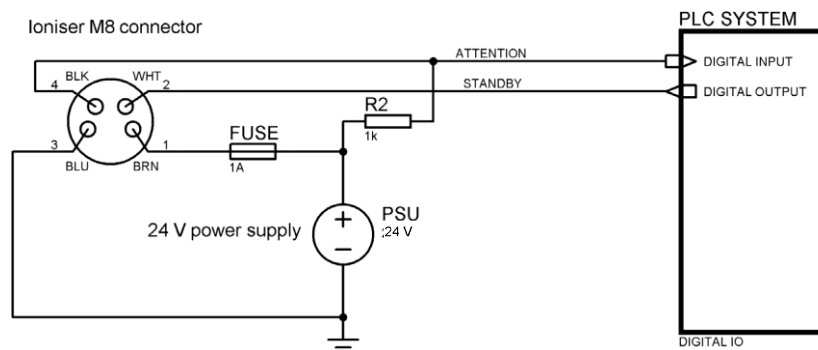 Ioniser M8 connector
PLC SYSTEM
ATTENTION
DIGITAL INPUT
BLK
WHT
4
2
STANDBY
DIGITAL OUTPUT
R2
1k
FUSE
3
1
BLU
BRN
1A
24 V power supply
PSU
;24 V
DIGITAL IO